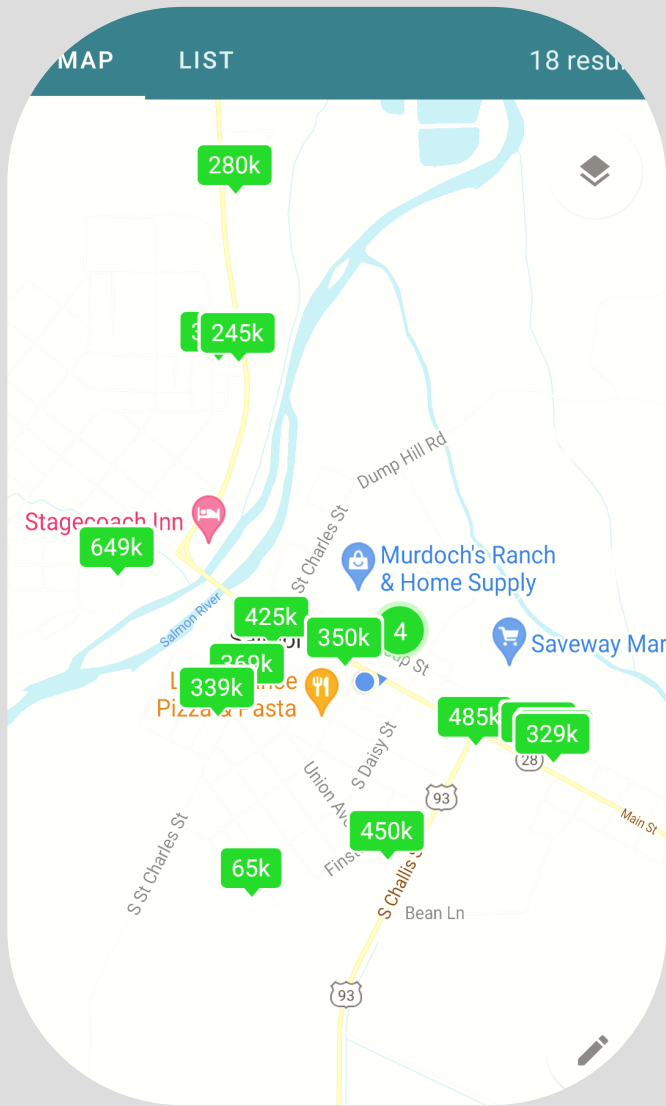 MAP
LIST
18
280k
245k
Dump Hill Rd
St Charles St
Stagecoach Inn
649k
Murdoch's Ranch
& Home Supply
Salmon River
425k
350k
4
Saveway
369k
339k
Pizza & Pasta
485k
329k
28
S Daisy St
93
Union Ave
450k
Main St
65k
S St Charles St
S Challis St
Bean Ln
93